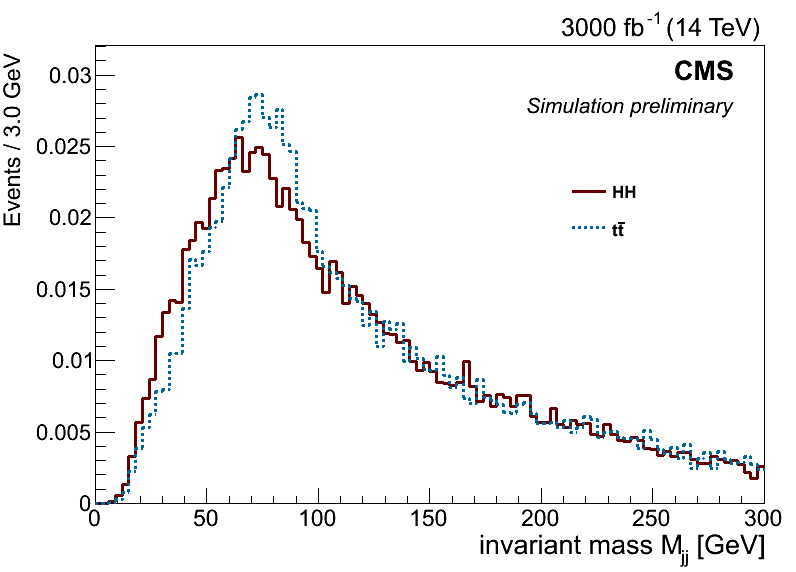 3000 fb⁻¹ (14 TeV)
CMS
Simulation preliminary
HH
tt̄
Events / 3.0 GeV
0.03
0.025
0.02
0.015
0.01
0.005
0
0 50 100 150 200 250 300
invariant mass Mjj [GeV]